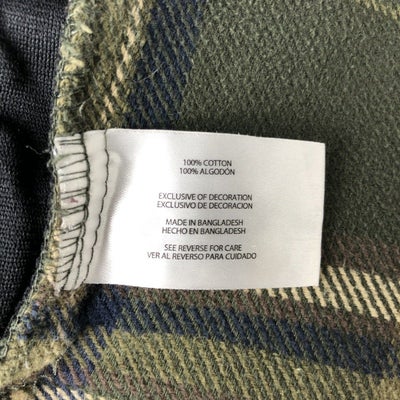 100% COTTON
100% ALGODÓN
EXCLUSIVE OF DECORATION
EXCLUSIVO DE DECORACION
MADE IN BANGLADESH
HECHO EN BANGLADESH
SEE REVERSE FOR CARE
VER AL REVERSO PARA CUIDADO